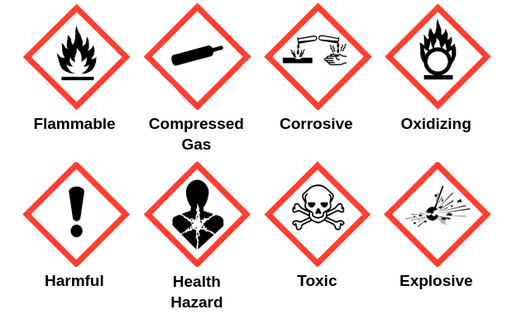 Flammable
Compressed
Gas
Corrosive
Oxidizing
Harmful
Health
Hazard
Toxic
Explosive